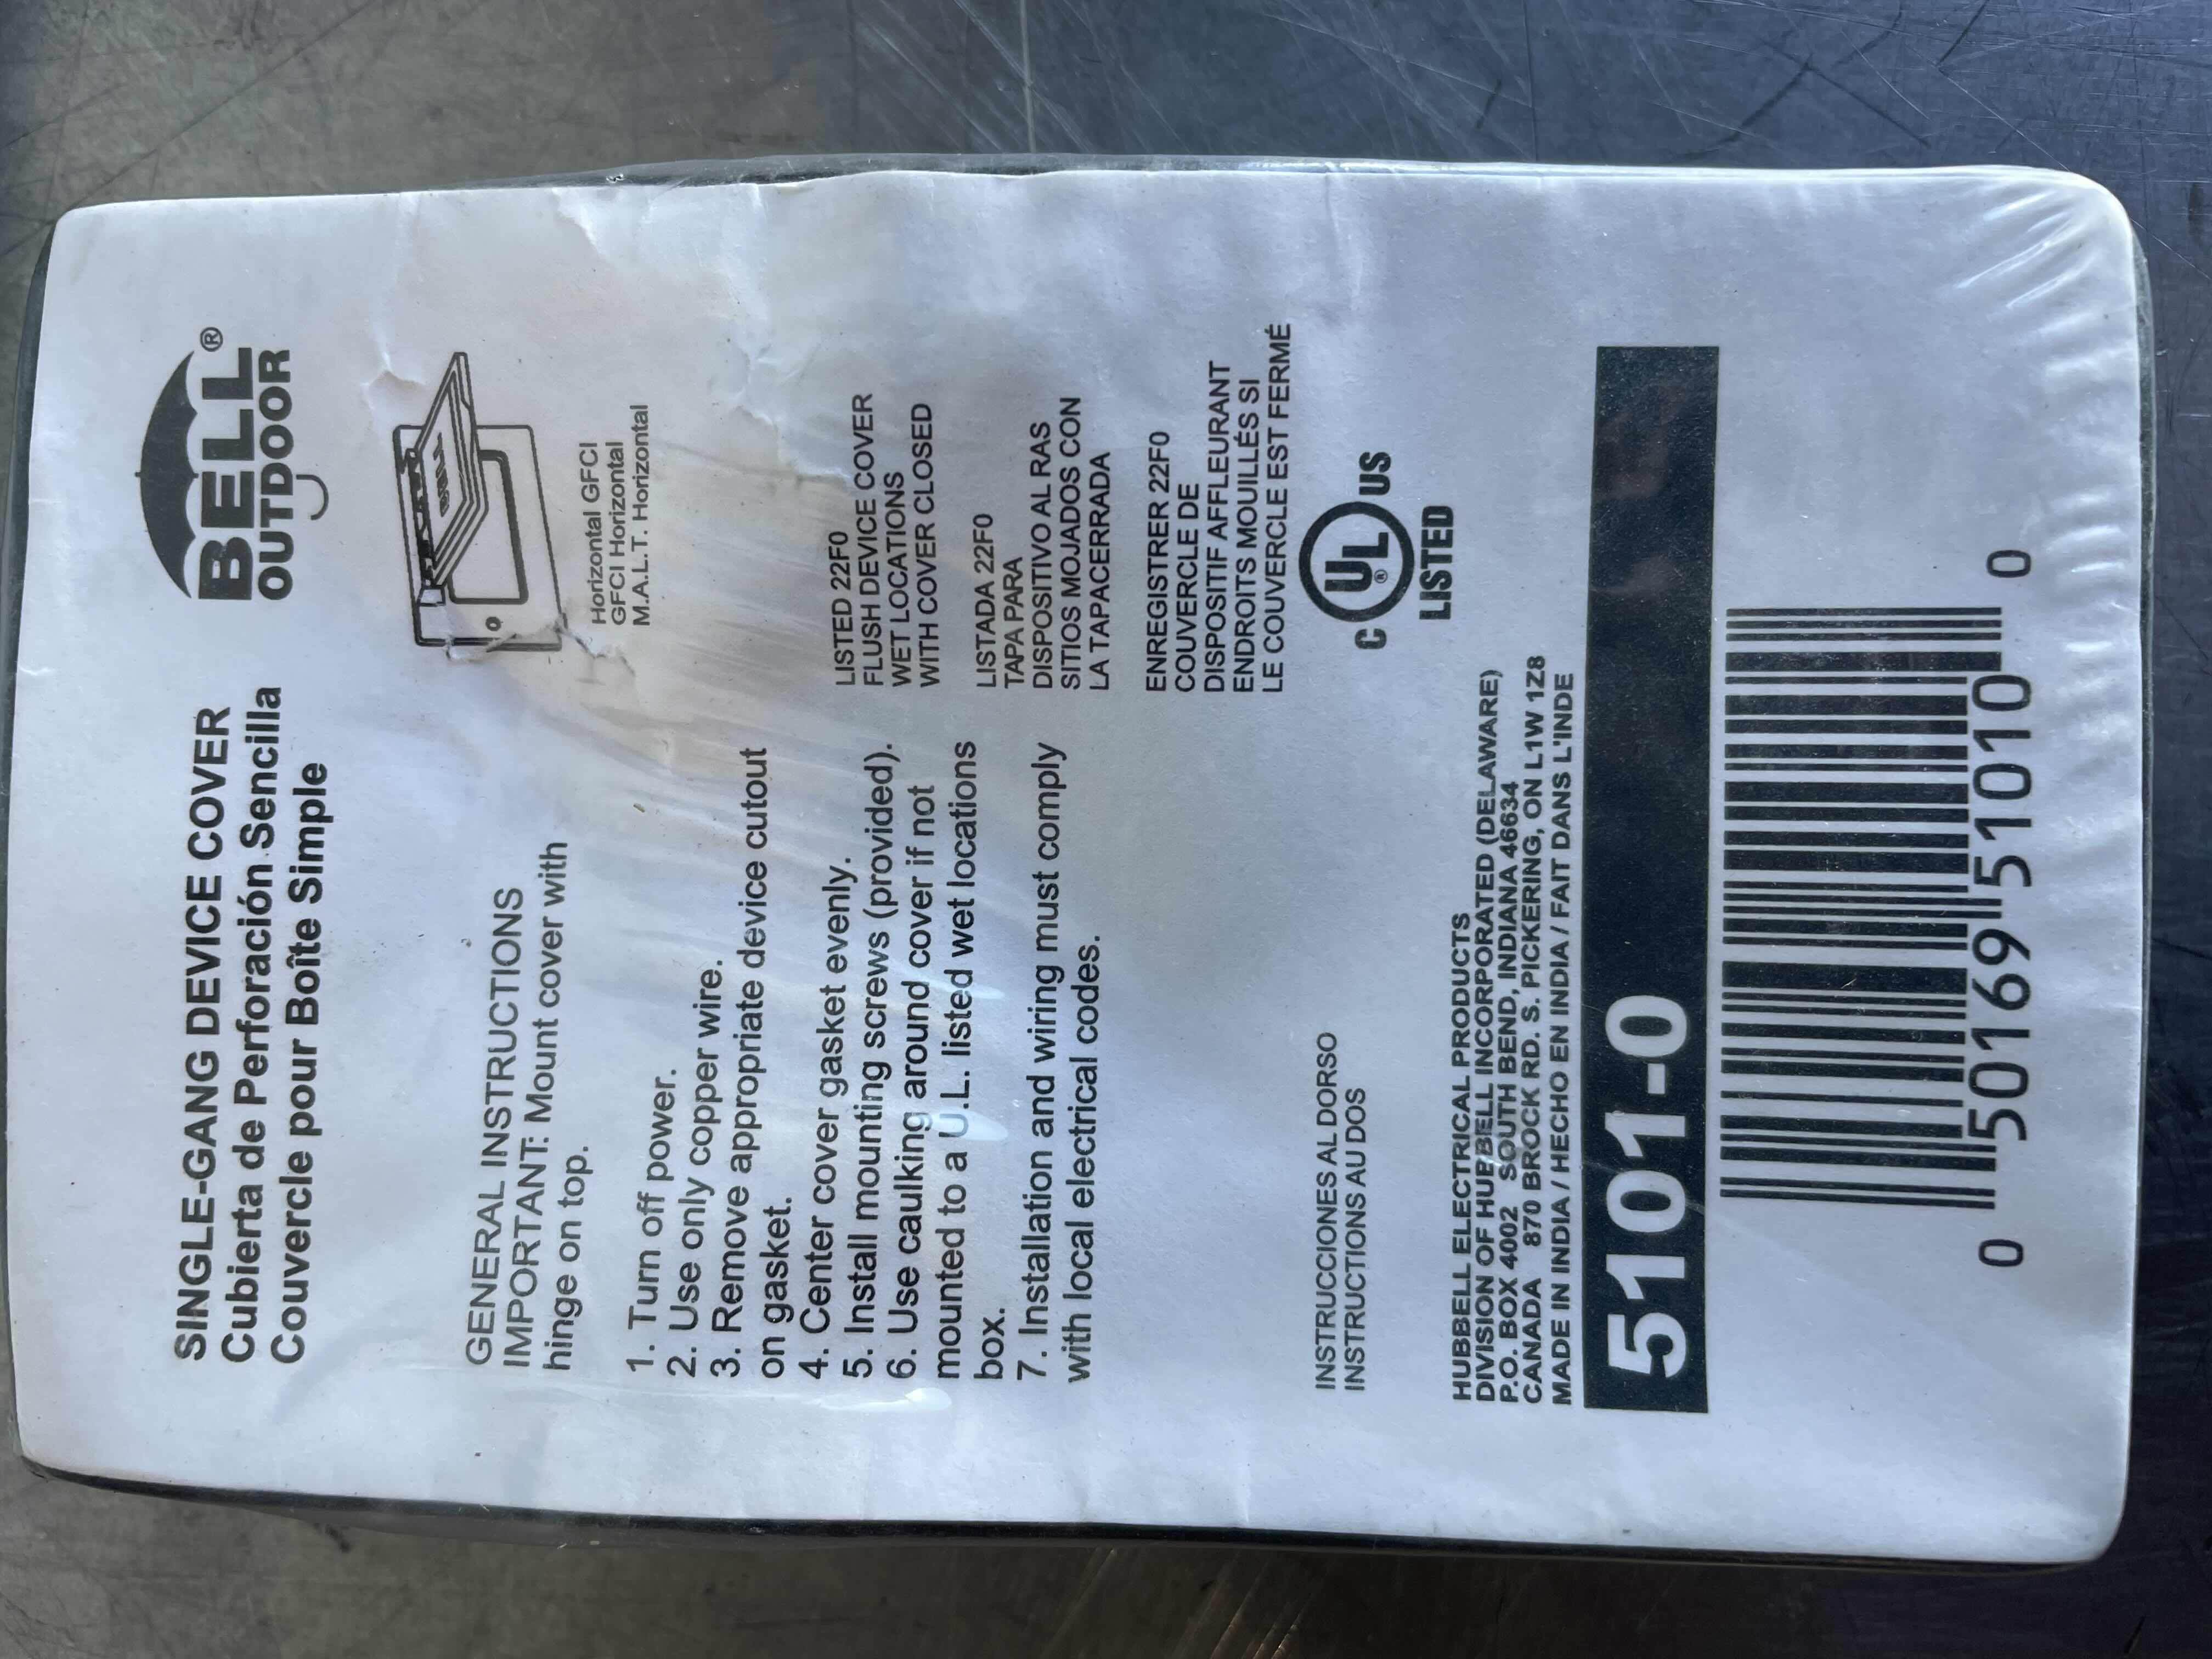 SINGLE-GANG DEVICE COVER
Cubierta de Perforación Sencilla
Couvercle pour Boîte Simple
BELL®
OUTDOOR
GENERAL INSTRUCTIONS
IMPORTANT: Mount cover with
hinge on top.
1. Turn off power.
2. Use only copper wire.
3. Remove appropriate device cutout
on gasket.
4. Center cover gasket evenly.
5. Install mounting screws (provided).
6. Use caulking around cover if not
mounted to a U.L. listed wet locations
box.
7. Installation and wiring must comply
with local electrical codes.
BELL
Horizontal GFCI
GFCI Horizontal
M.A.L.T. Horizontal
LISTED 22F0
FLUSH DEVICE COVER
WET LOCATIONS
WITH COVER CLOSED
LISTADA 22F0
TAPA PARA
DISPOSITIVO AL RAS
SITIOS MOJADOS CON
LA TAPACERRADA
ENREGISTRER 22F0
COUVERCLE DE
DISPOSITIF AFFLEURANT
ENDROITS MOUILLÉS SI
LE COUVERCLE EST FERMÉ
C UL® US
LISTED
INSTRUCCIONES AL DORSO
INSTRUCTIONS AU DOS
HUBBELL ELECTRICAL PRODUCTS
DIVISION OF HUBBELL INCORPORATED (DELAWARE)
P.O. BOX 4002 SOUTH BEND, INDIANA 46634
CANADA 870 BROCK RD. S. PICKERING, ON L1W 1Z8
MADE IN INDIA / HECHO EN INDIA / FAIT DANS L'INDE
5101-0
0 50169 51010 0